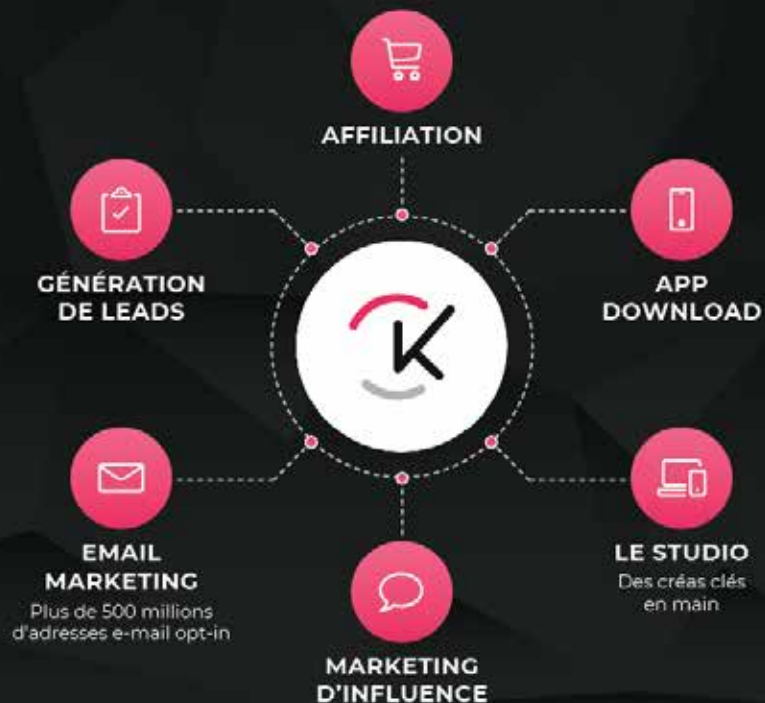 AFFILIATION
GÉNÉRATION
DE LEADS
APP
DOWNLOAD
K
EMAIL
MARKETING
Plus de 500 millions
d'adresses e-mail opt-in
LE STUDIO
Des créas clés
en main
MARKETING
D'INFLUENCE